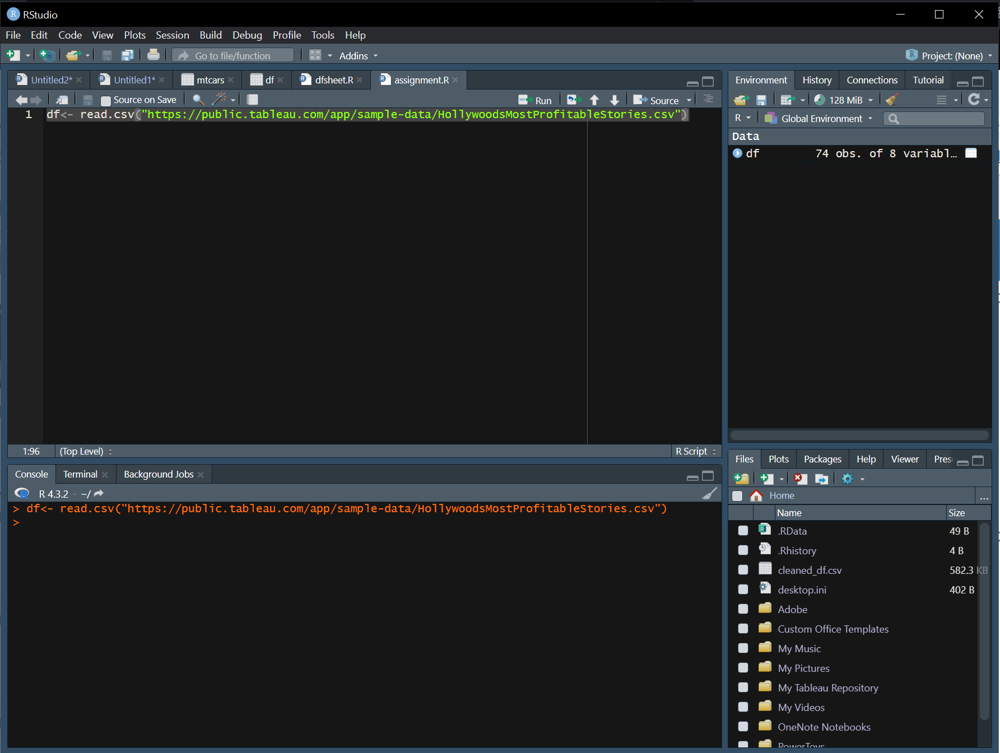 RStudio
File Edit Code View Plots Session Build Debug Profile Tools Help
Go to file/function Addins Project: (None)
Untitled2* Untitled1* mtcars df dfsheet.R assignment.R
Source on Save Run Source
1 df<- read.csv("https://public.tableau.com/app/sample-data/HollywoodsMostProfitableStories.csv")
1:96 (Top Level) R Script
Console Terminal Background Jobs
R 4.3.2 · ~/
> df<- read.csv("https://public.tableau.com/app/sample-data/HollywoodsMostProfitableStories.csv")
>
Environment History Connections Tutorial
128 MiB
R Global Environment
Data
df 74 obs. of 8 variabl…
Files Plots Packages Help Viewer Pres
Home ...
Name Size
.RData 49 B
.Rhistory 4 B
cleaned_df.csv 582.3 KB
desktop.ini 402 B
Adobe
Custom Office Templates
My Music
My Pictures
My Tableau Repository
My Videos
OneNote Notebooks
PowerToys